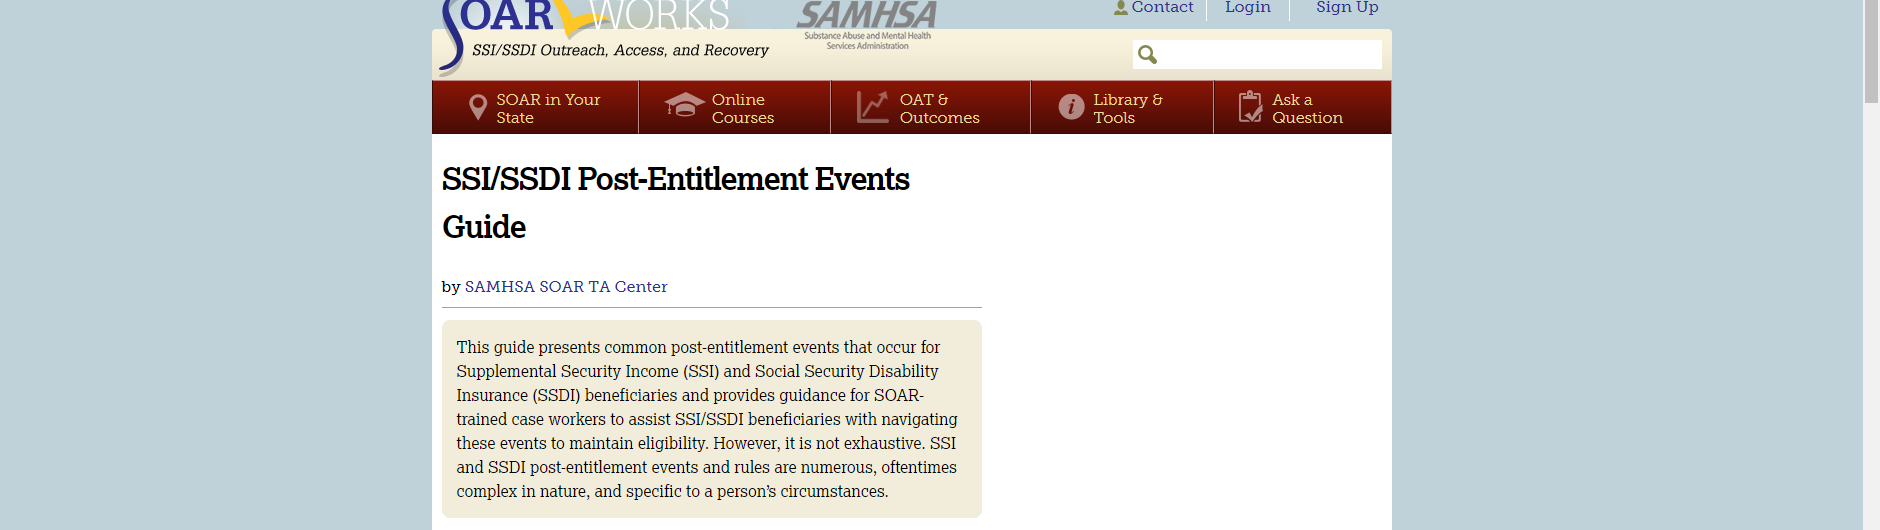 SOAR WORKS
SAMHSA
Substance Abuse and Mental Health
Services Administration
Contact
Login
Sign Up
SSI/SSDI Outreach, Access, and Recovery
SOAR in Your
State
Online
Courses
OAT &
Outcomes
Library &
Tools
Ask a
Question
SSI/SSDI Post-Entitlement Events
Guide
by SAMHSA SOAR TA Center
This guide presents common post-entitlement events that occur for
Supplemental Security Income (SSI) and Social Security Disability
Insurance (SSDI) beneficiaries and provides guidance for SOAR-
trained case workers to assist SSI/SSDI beneficiaries with navigating
these events to maintain eligibility. However, it is not exhaustive. SSI
and SSDI post-entitlement events and rules are numerous, oftentimes
complex in nature, and specific to a person’s circumstances.